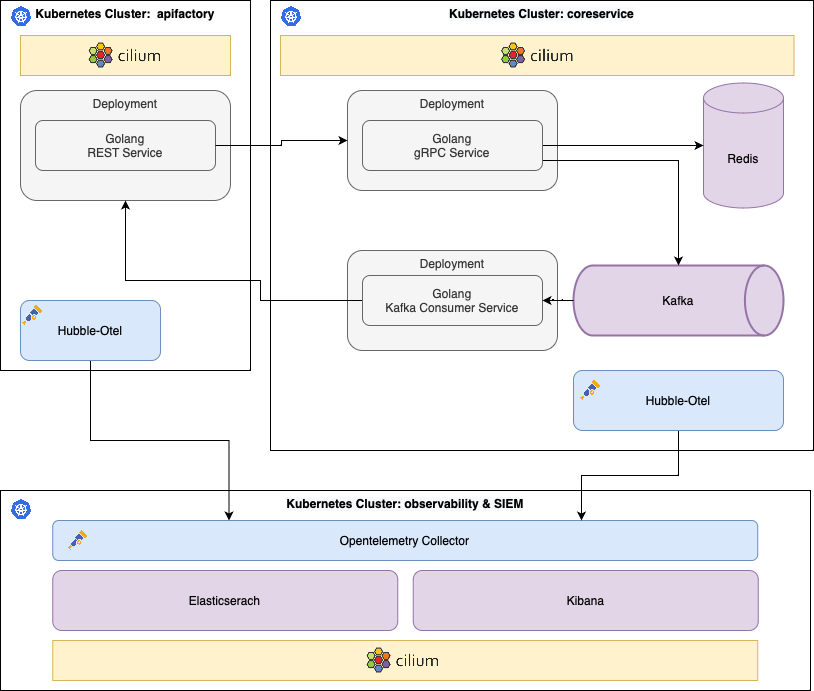 Kubernetes Cluster: apifactory
cilium
Deployment
Golang
REST Service
Hubble-Otel
Kubernetes Cluster: coreservice
cilium
Deployment
Golang
gRPC Service
Redis
Deployment
Golang
Kafka Consumer Service
Kafka
Hubble-Otel
Kubernetes Cluster: observability & SIEM
Opentelemetry Collector
Elasticserach
Kibana
cilium